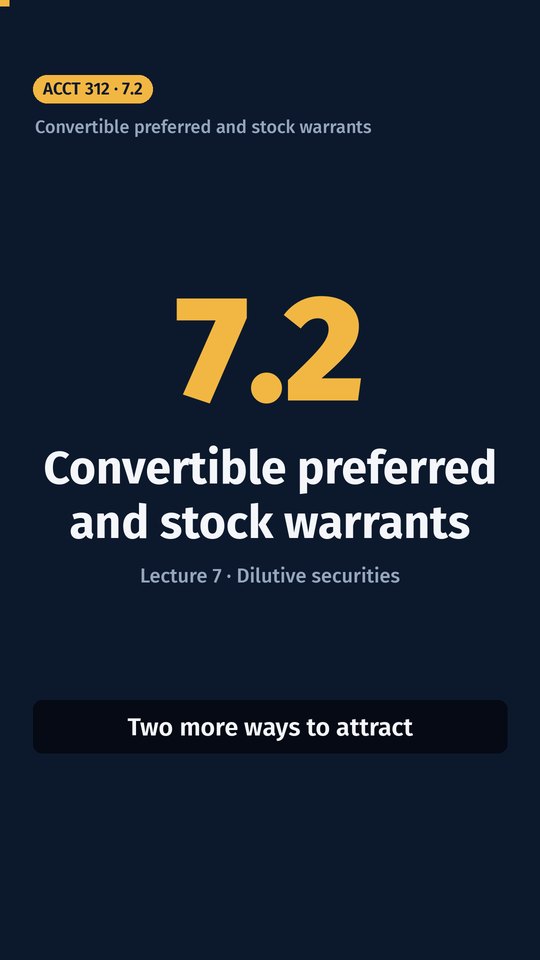 ACCT 312 · 7.2
Convertible preferred and stock warrants
7.2
Convertible preferred
and stock warrants
Lecture 7 · Dilutive securities
Two more ways to attract